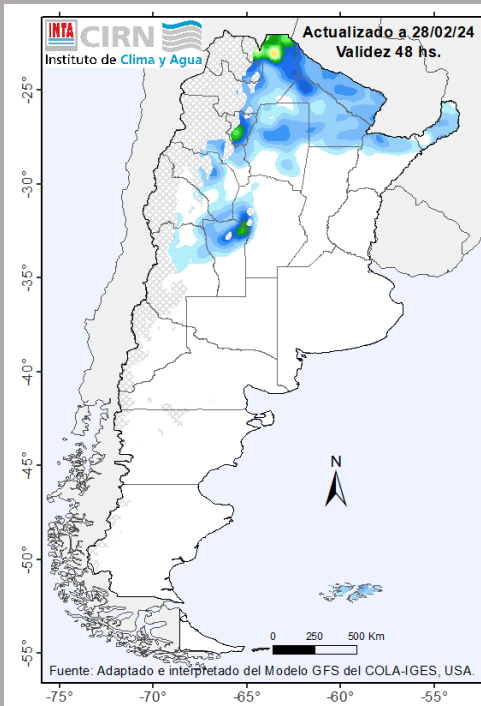 INTA CIRN
Instituto de Clima y Agua
Actualizado a 28/02/24
Validez 48 hs.
-25°
-30°
-35°
-40°
-45°
-50°
-55°
N
0 250 500 Km
Fuente: Adaptado e interpretado del Modelo GFS del COLA-IGES, USA.
-75° -70° -65° -60° -55°